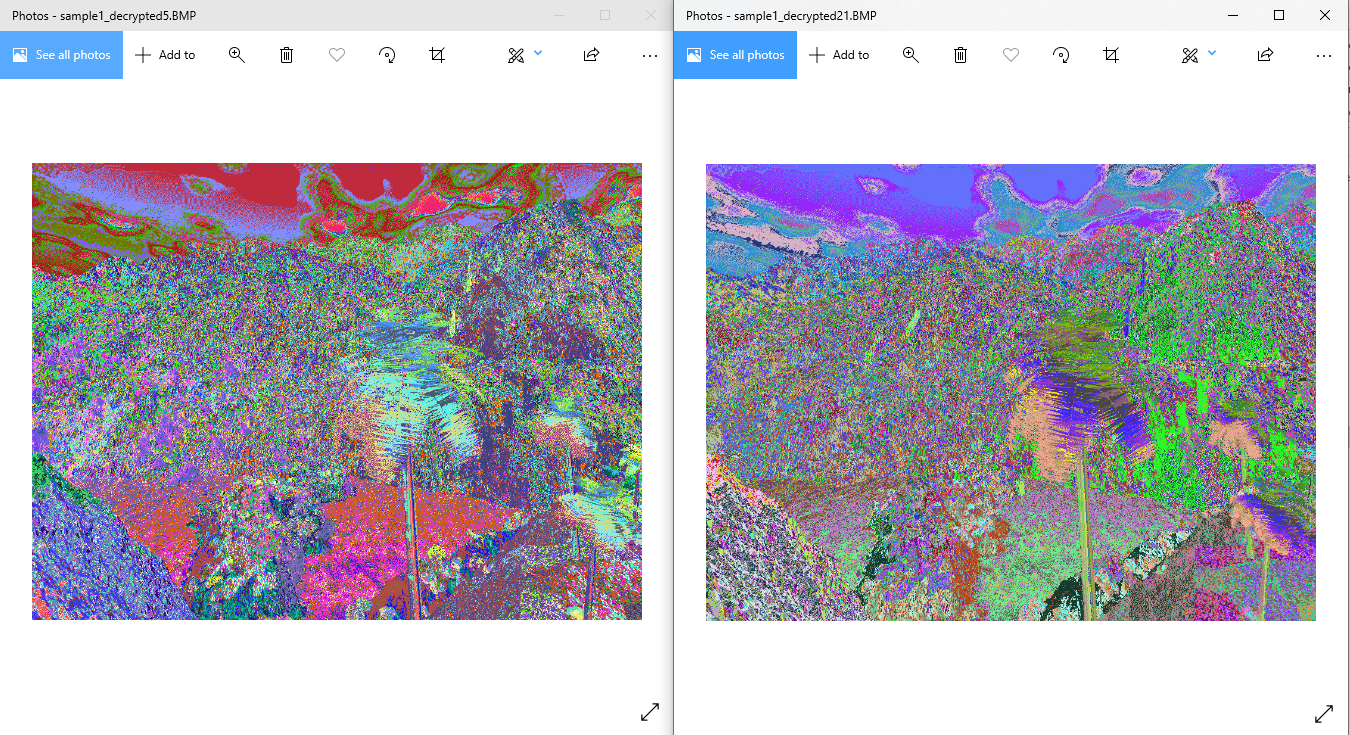 Photos - sample1_decrypted5.BMP
See all photos
Add to
Photos - sample1_decrypted21.BMP
See all photos
Add to